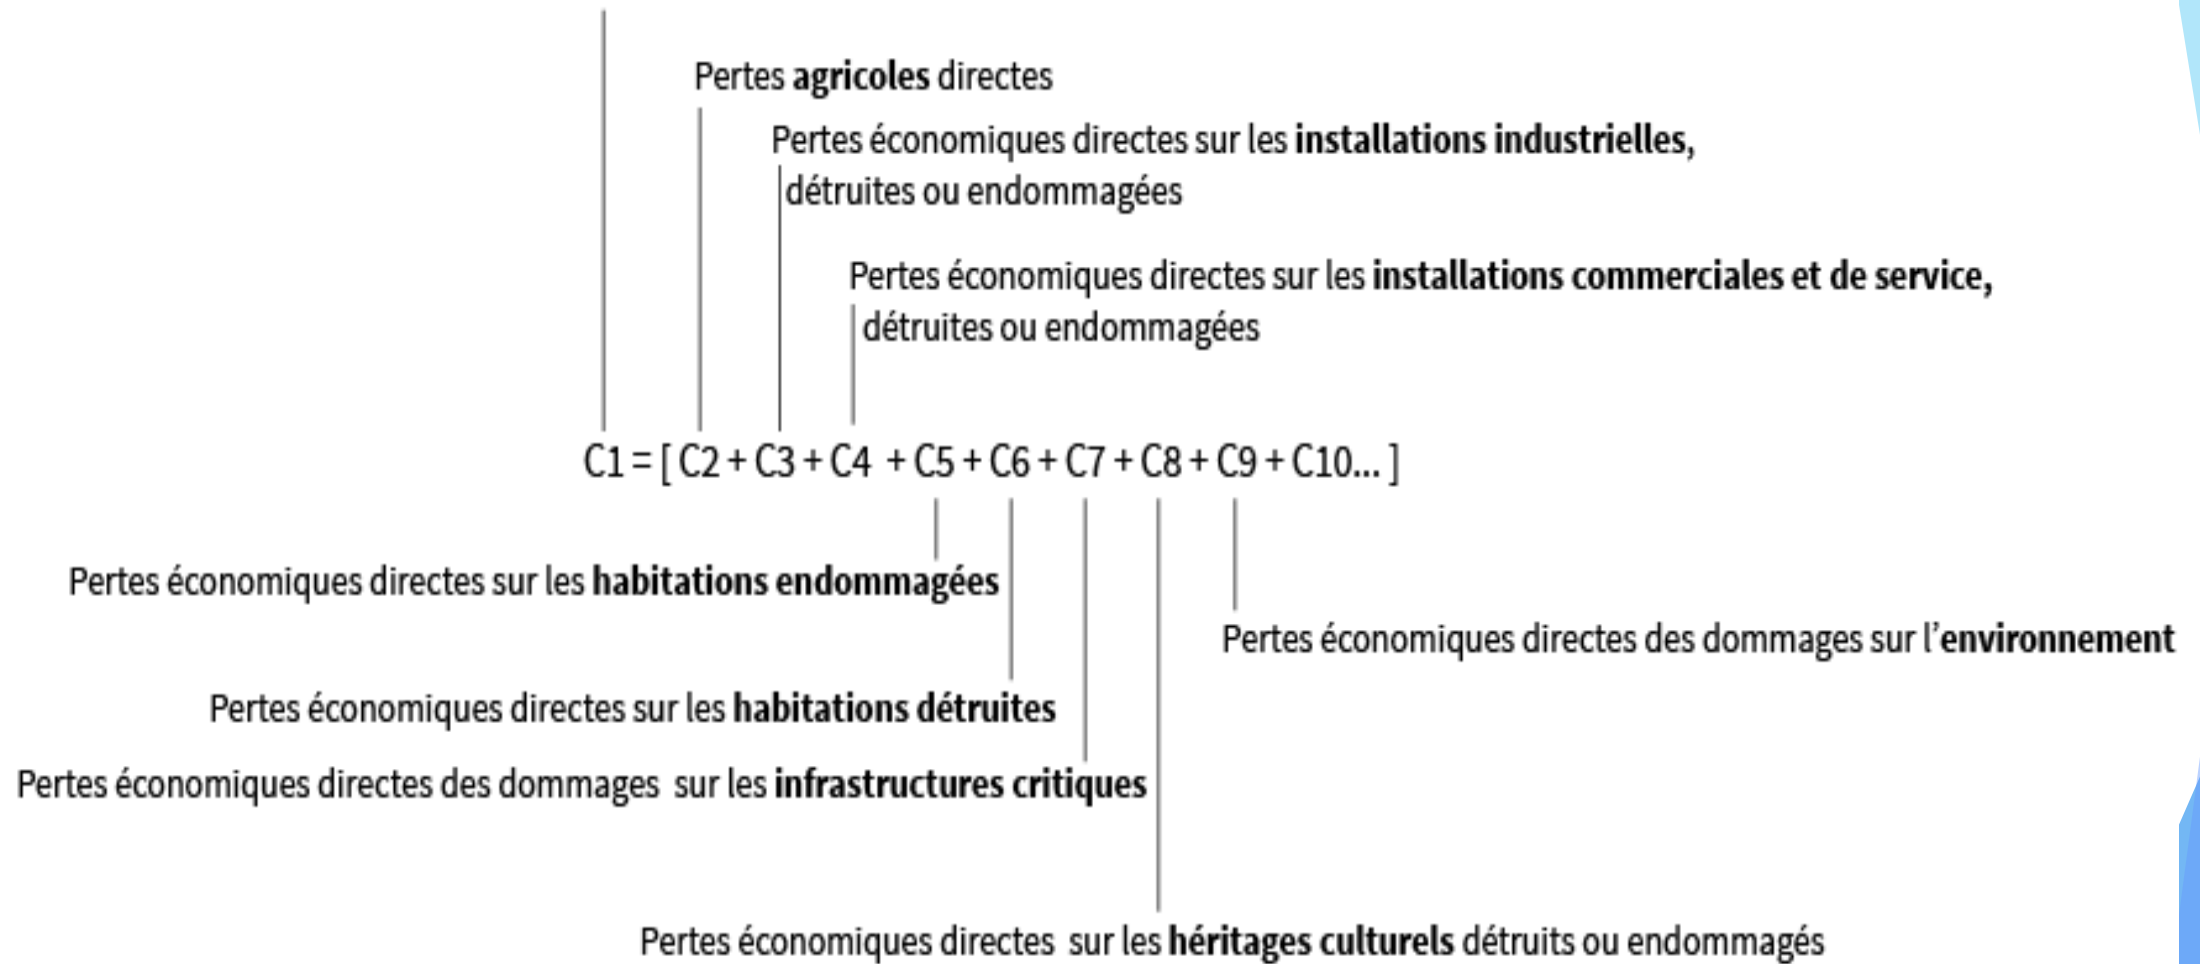 Pertes agricoles directes
Pertes économiques directes sur les installations industrielles,
détruites ou endommagées
Pertes économiques directes sur les installations commerciales et de service,
détruites ou endommagées
C1 = [ C2 + C3 + C4 + C5 + C6 + C7 + C8 + C9 + C10... ]
Pertes économiques directes sur les habitations endommagées
Pertes économiques directes des dommages sur l’environnement
Pertes économiques directes sur les habitations détruites
Pertes économiques directes des dommages sur les infrastructures critiques
Pertes économiques directes sur les héritages culturels détruits ou endommagés